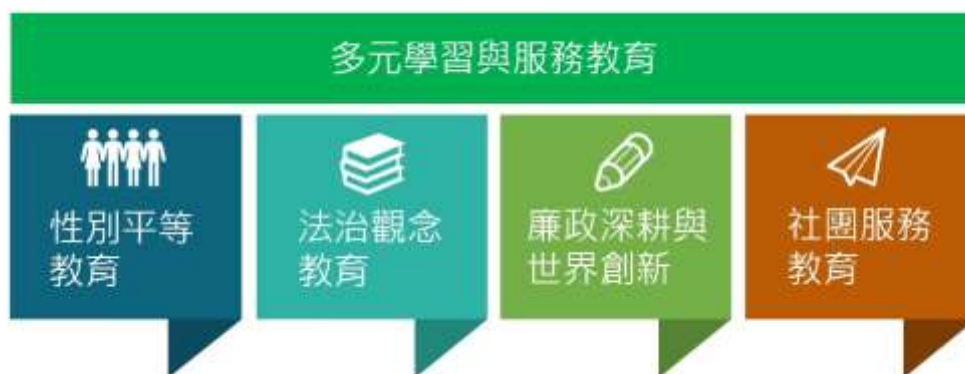 多元學習與服務教育
性別平等
教育
法治觀念
教育
廉政深耕與
世界創新
社團服務
教育